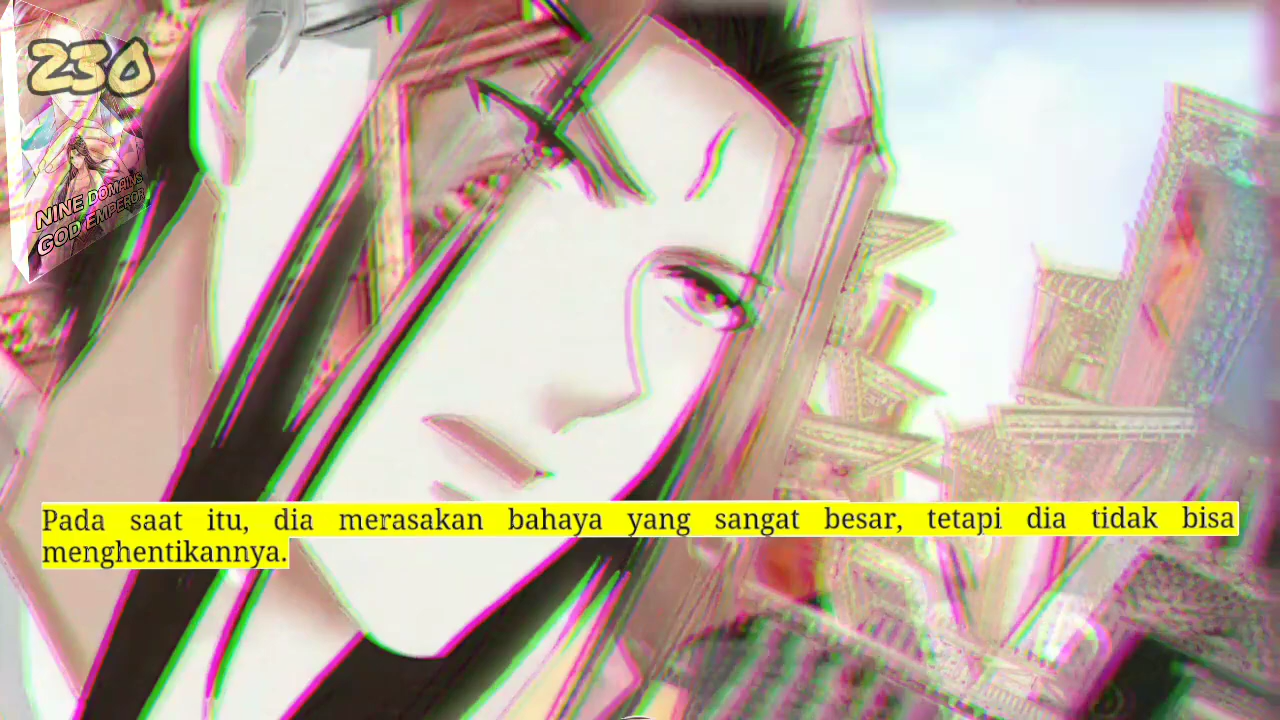 230
NINE DOMAINS
GOD EMPEROR
Pada saat itu, dia merasakan bahaya yang sangat besar, tetapi dia tidak bisa
menghentikannya.